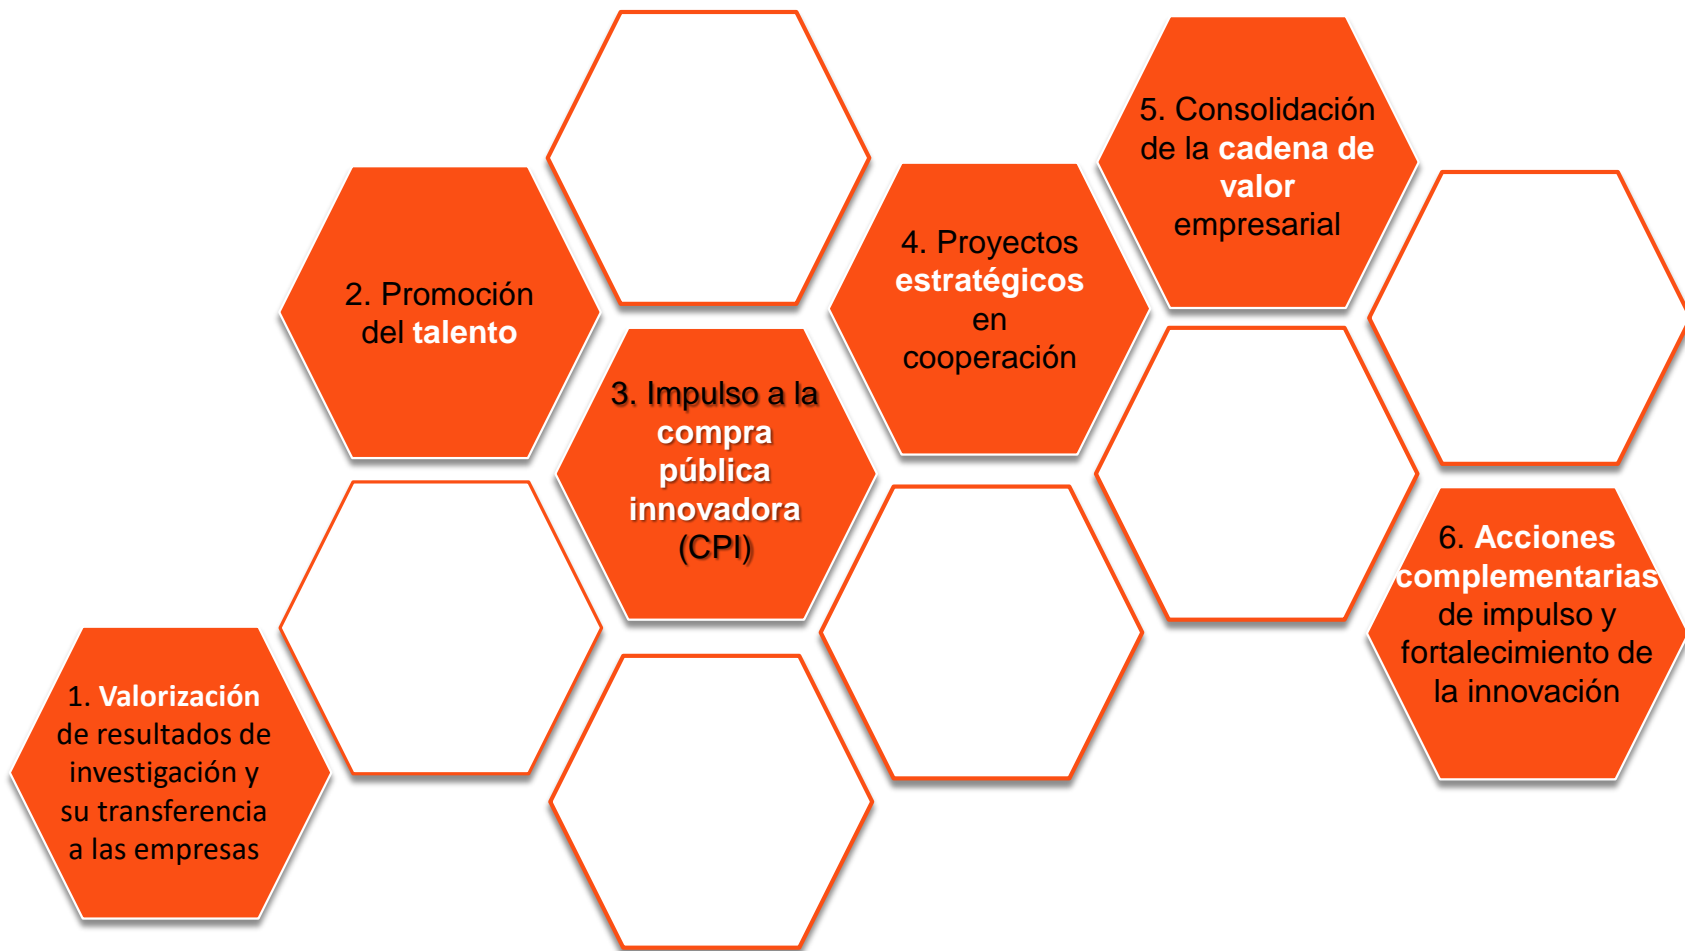 1. Valorización
de resultados de
investigación y
su transferencia
a las empresas
2. Promoción
del talento
3. Impulso a la
compra
pública
innovadora
(CPI)
4. Proyectos
estratégicos
en
cooperación
5. Consolidación
de la cadena de
valor
empresarial
6. Acciones
complementarias
de impulso y
fortalecimiento de
la innovación